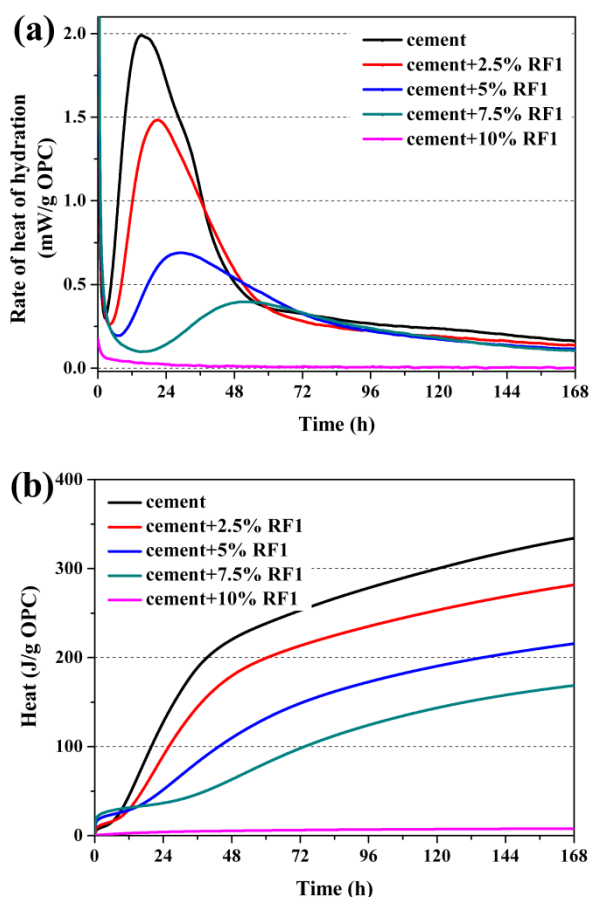 (a)
Rate of heat of hydration
(mW/g OPC)
2.0
1.5
1.0
0.5
0.0
cement
cement+2.5% RF1
cement+5% RF1
cement+7.5% RF1
cement+10% RF1
0 24 48 72 96 120 144 168
Time (h)
(b)
Heat (J/g OPC)
400
300
200
100
0
cement
cement+2.5% RF1
cement+5% RF1
cement+7.5% RF1
cement+10% RF1
0 24 48 72 96 120 144 168
Time (h)